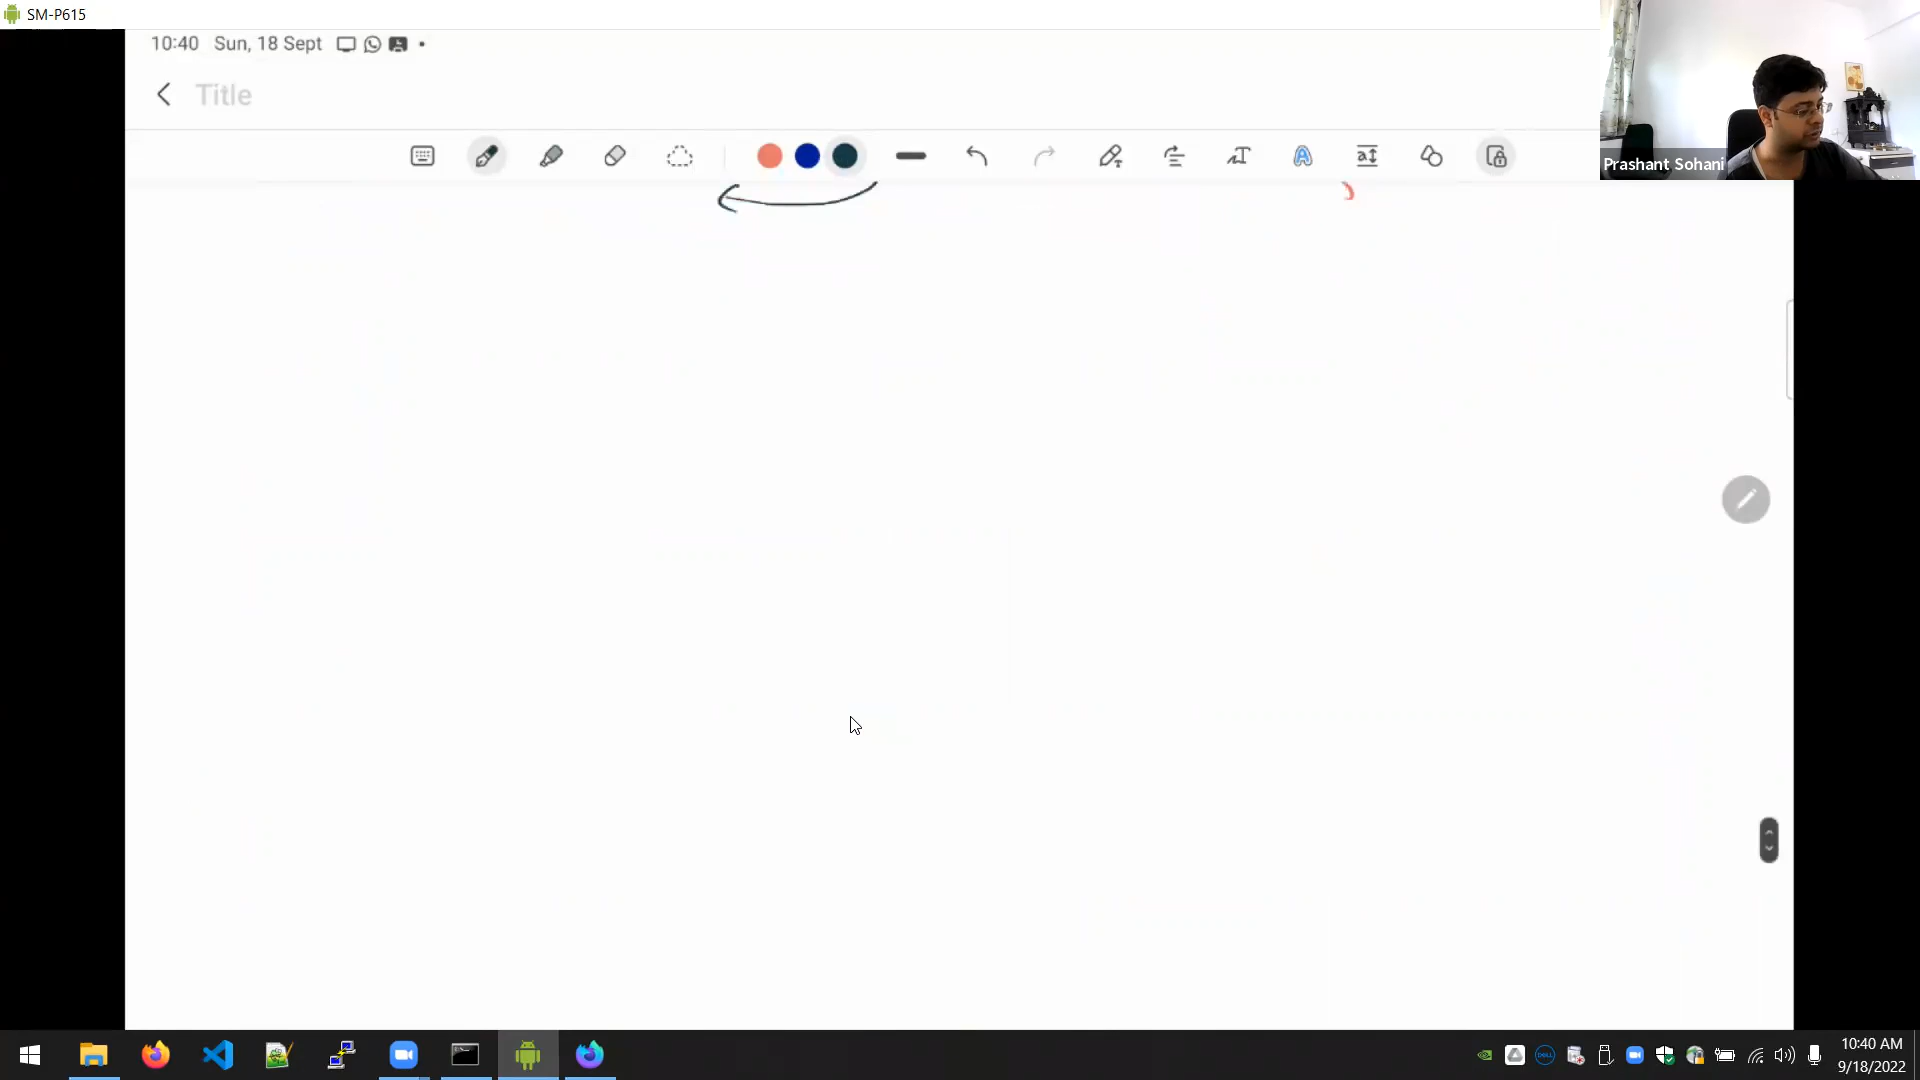 SM-P615
10:40 Sun, 18 Sept
Title
Prashant Sohani
10:40 AM
9/18/2022